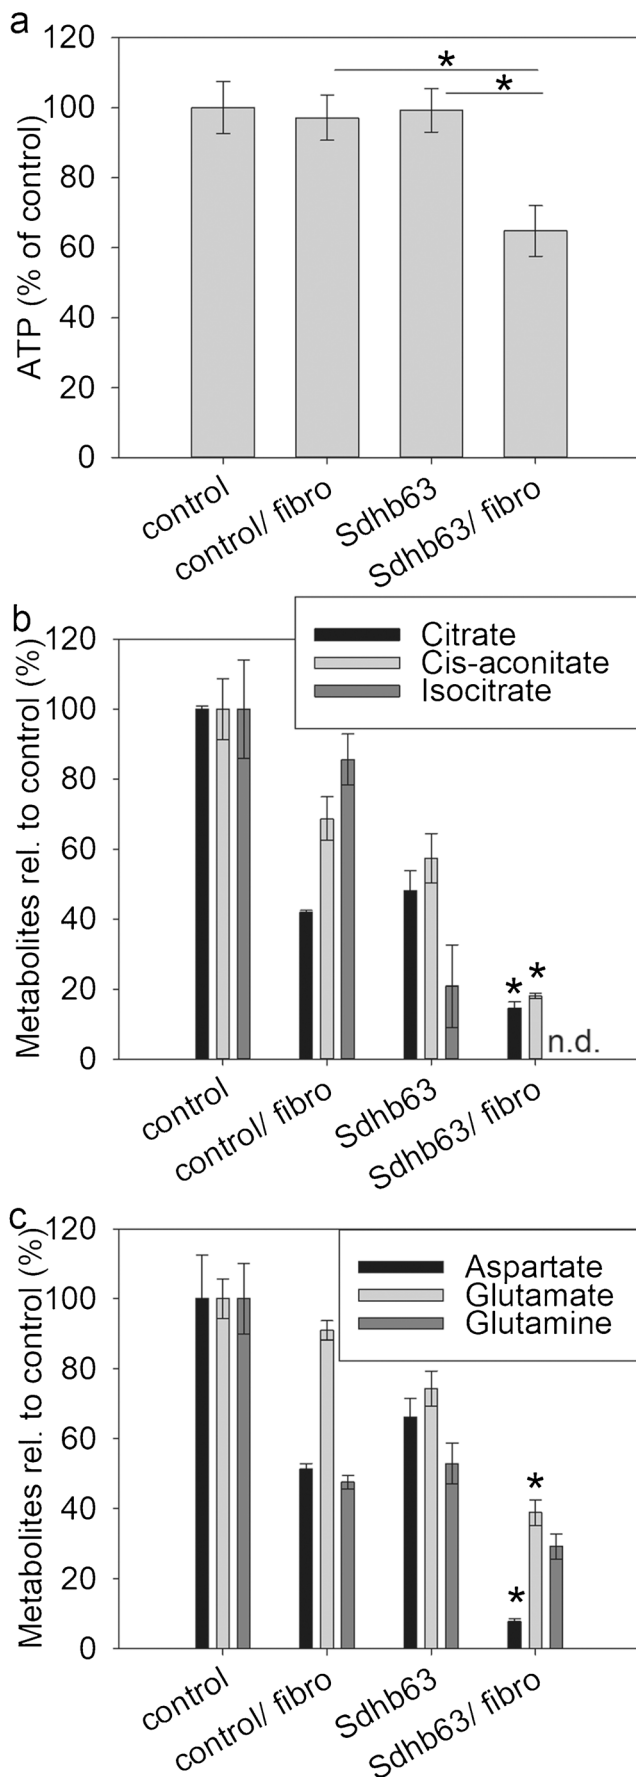 a
120
*
*
100
80
60
40
20
0
ATP (% of control)
control
control/ fibro
Sdhb63
Sdhb63/ fibro
b
Citrate
Cis-aconitate
Isocitrate
120
100
80
60
40
20
0
Metabolites rel. to control (%)
* *
n.d.
control
control/ fibro
Sdhb63
Sdhb63/ fibro
c
120
Aspartate
Glutamate
Glutamine
100
80
60
40
20
0
Metabolites rel. to control (%)
*
*
control
control/ fibro
Sdhb63
Sdhb63/ fibro